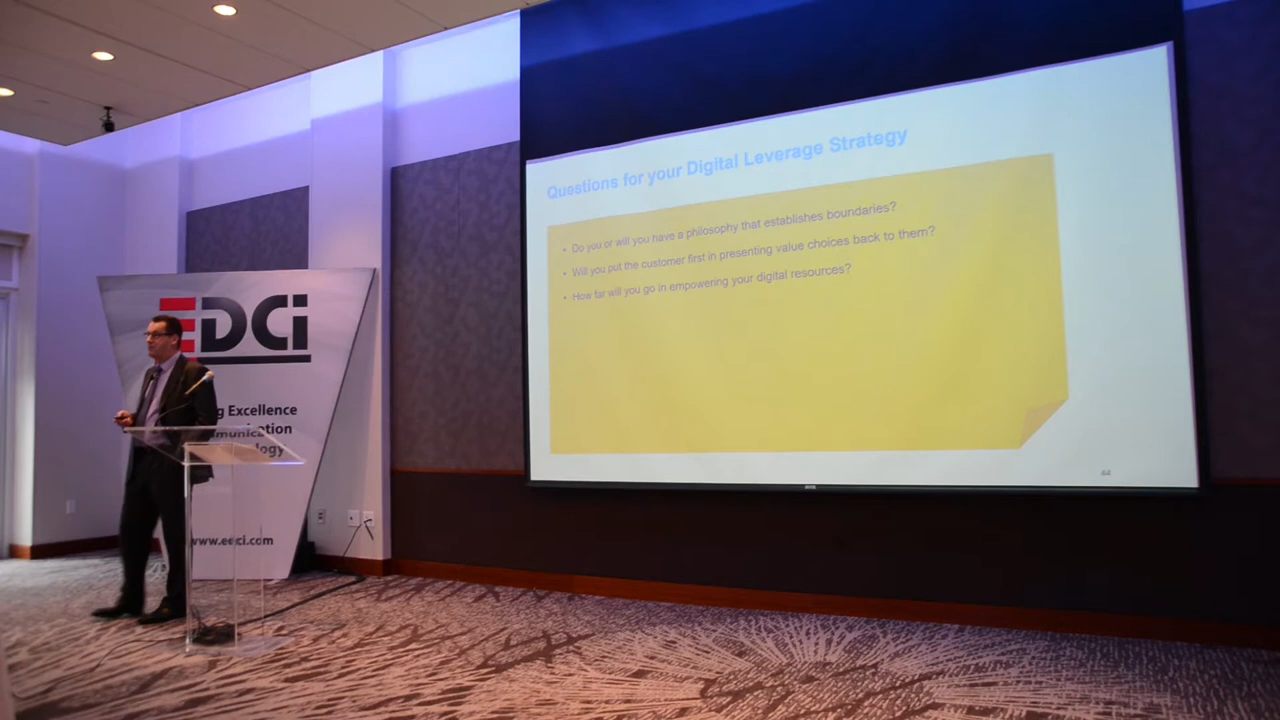 Questions for your Digital Leverage Strategy
• Do you or will you have a philosophy that establishes boundaries?
• Will you put the customer first in presenting value choices back to them?
• How far will you go in empowering your digital resources?
44
EDCi
Excellence
www.edci.com